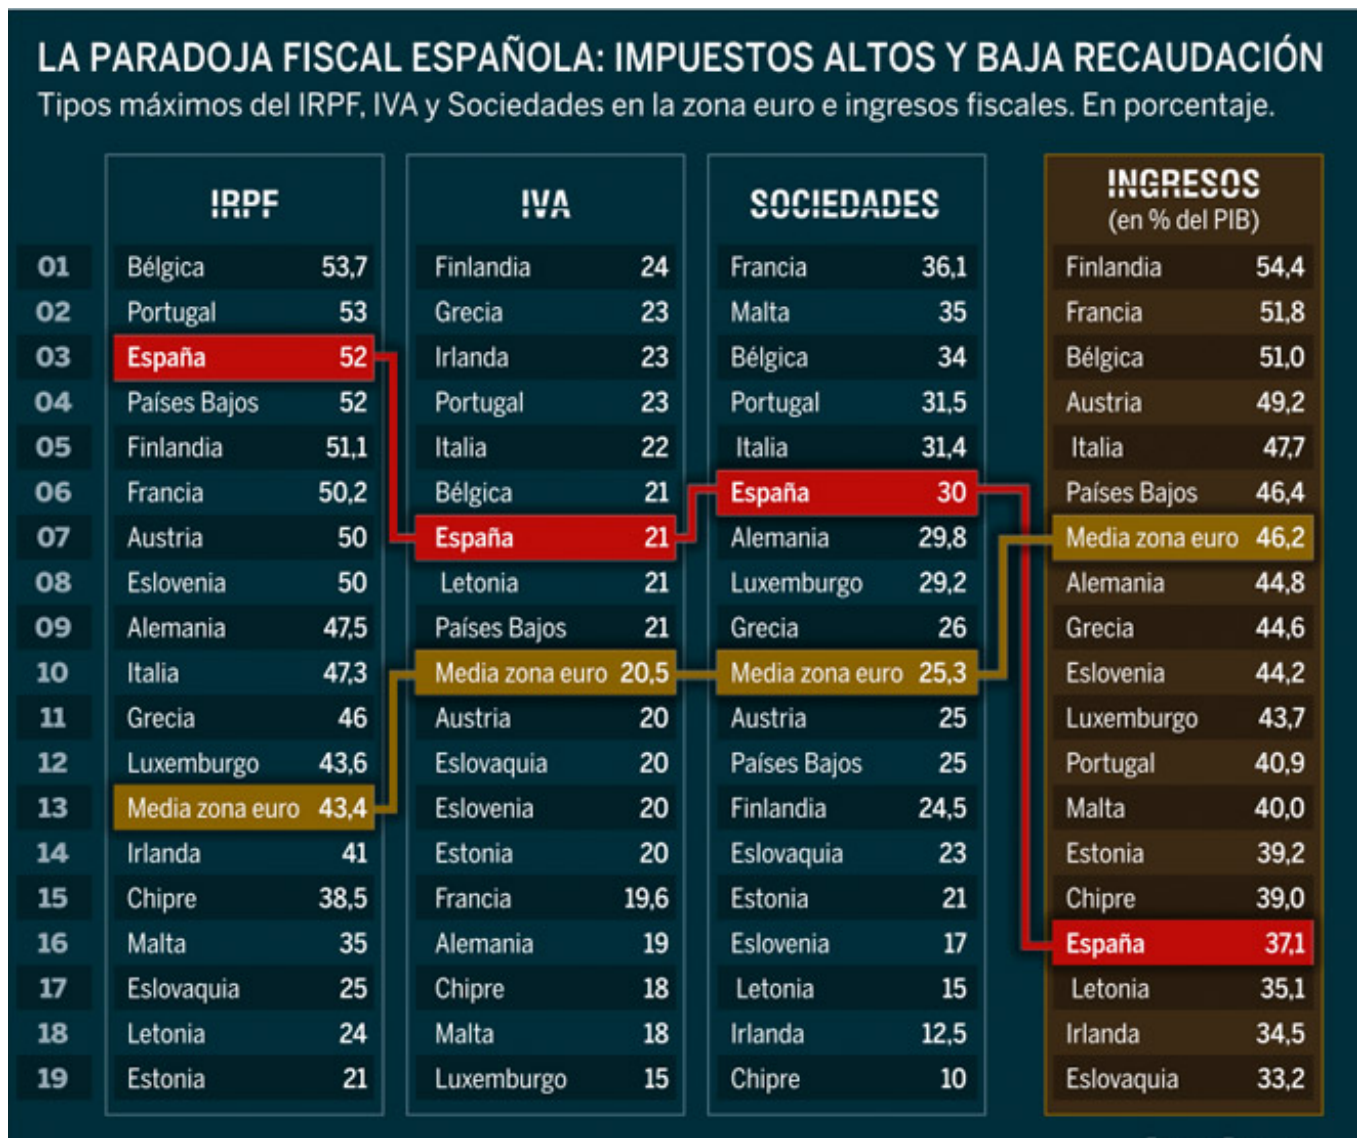 LA PARADOJA FISCAL ESPAÑOLA: IMPUESTOS ALTOS Y BAJA RECAUDACIÓN
Tipos máximos del IRPF, IVA y Sociedades en la zona euro e ingresos fiscales. En porcentaje.
IRPF IVA SOCIEDADES INGRESOS
(en % del PIB)
01 Bélgica 53,7 Finlandia 24 Francia 36,1 Finlandia 54,4
02 Portugal 53 Grecia 23 Malta 35 Francia 51,8
03 España 52 Irlanda 23 Bélgica 34 Bélgica 51,0
04 Países Bajos 52 Portugal 23 Portugal 31,5 Austria 49,2
05 Finlandia 51,1 Italia 22 Italia 31,4 Italia 47,7
06 Francia 50,2 Bélgica 21 España 30 Países Bajos 46,4
07 Austria 50 España 21 Alemania 29,8 Media zona euro 46,2
08 Eslovenia 50 Letonia 21 Luxemburgo 29,2 Alemania 44,8
09 Alemania 47,5 Países Bajos 21 Grecia 26 Grecia 44,6
10 Italia 47,3 Media zona euro 20,5 Media zona euro 25,3 Eslovenia 44,2
11 Grecia 46 Austria 20 Austria 25 Luxemburgo 43,7
12 Luxemburgo 43,6 Eslovaquia 20 Países Bajos 25 Portugal 40,9
13 Media zona euro 43,4 Eslovenia 20 Finlandia 24,5 Malta 40,0
14 Irlanda 41 Estonia 20 Eslovaquia 23 Estonia 39,2
15 Chipre 38,5 Francia 19,6 Estonia 21 Chipre 39,0
16 Malta 35 Alemania 19 Eslovenia 17 España 37,1
17 Eslovaquia 25 Chipre 18 Letonia 15 Letonia 35,1
18 Letonia 24 Malta 18 Irlanda 12,5 Irlanda 34,5
19 Estonia 21 Luxemburgo 15 Chipre 10 Eslovaquia 33,2